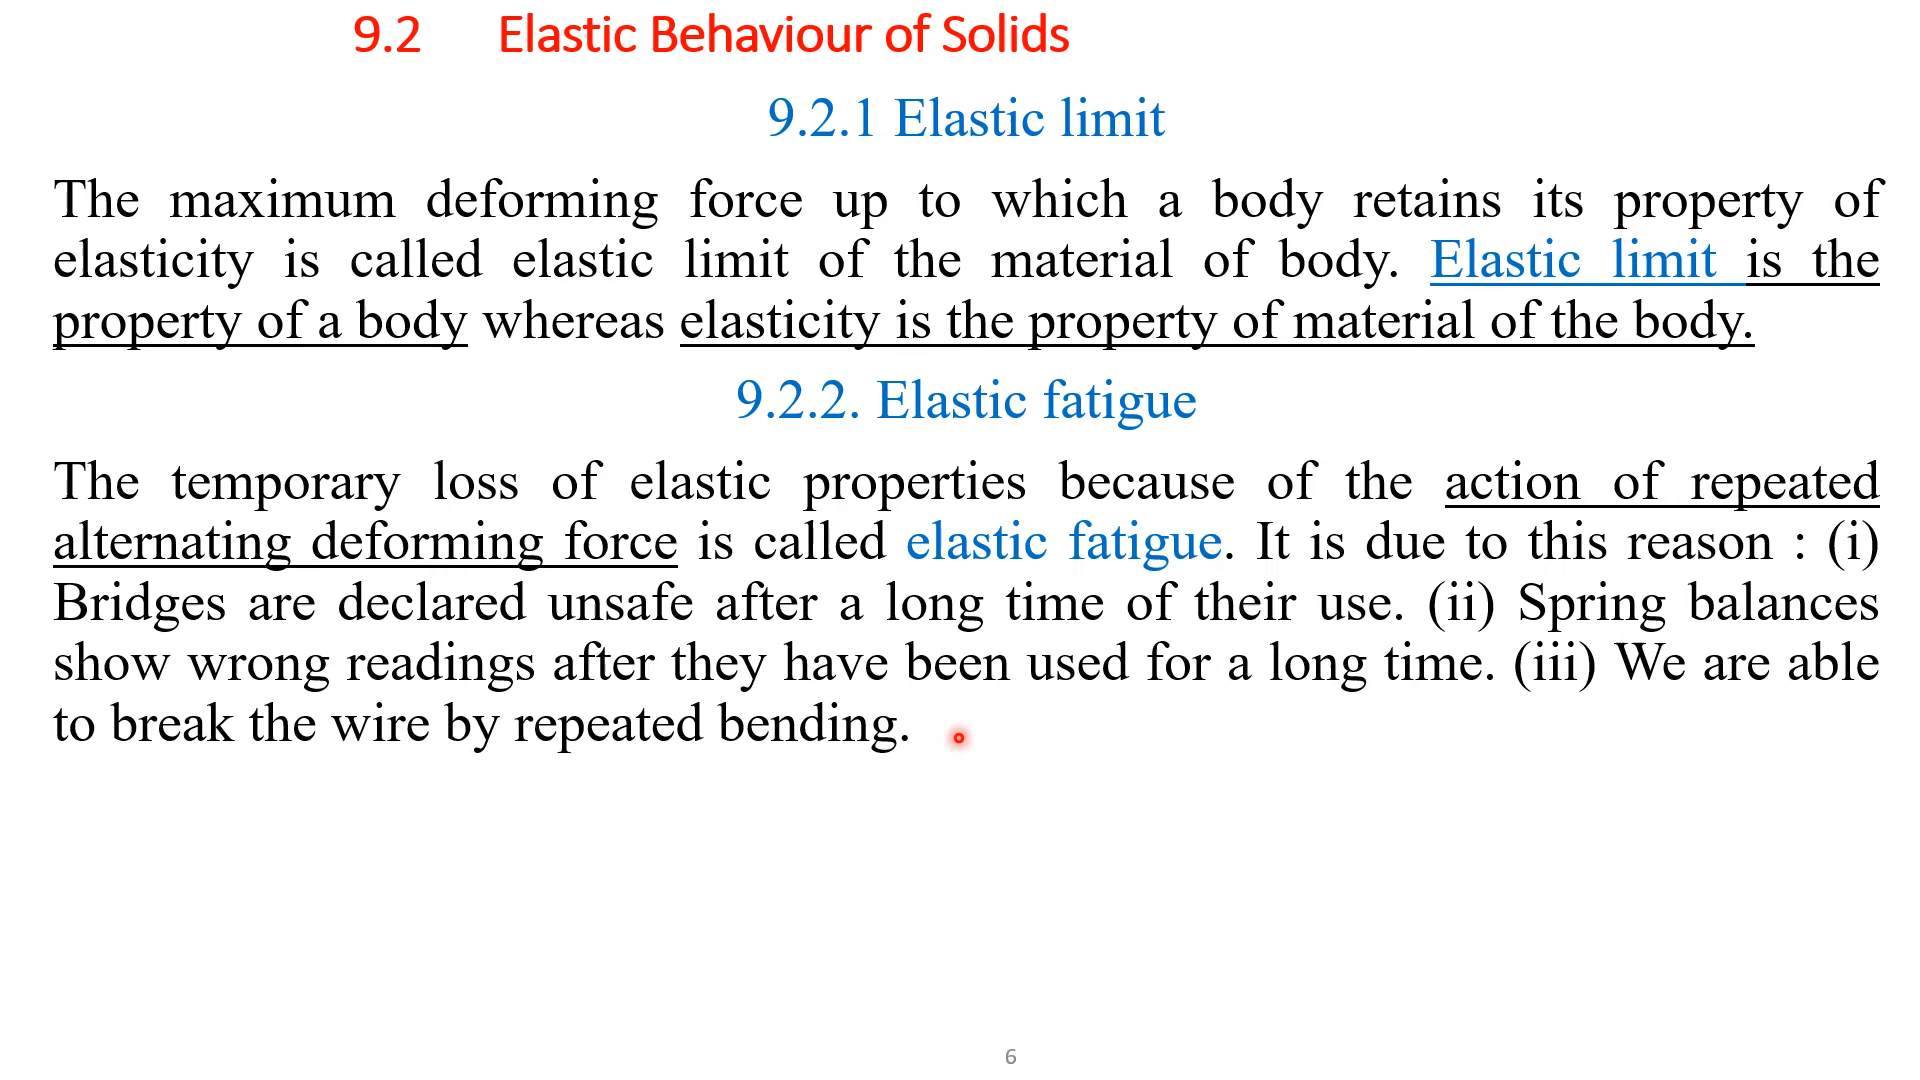 9.2 Elastic Behaviour of Solids
9.2.1 Elastic limit
The maximum deforming force up to which a body retains its property of
elasticity is called elastic limit of the material of body. Elastic limit is the
property of a body whereas elasticity is the property of material of the body.
9.2.2. Elastic fatigue
The temporary loss of elastic properties because of the action of repeated
alternating deforming force is called elastic fatigue. It is due to this reason : (i)
Bridges are declared unsafe after a long time of their use. (ii) Spring balances
show wrong readings after they have been used for a long time. (iii) We are able
to break the wire by repeated bending.
6